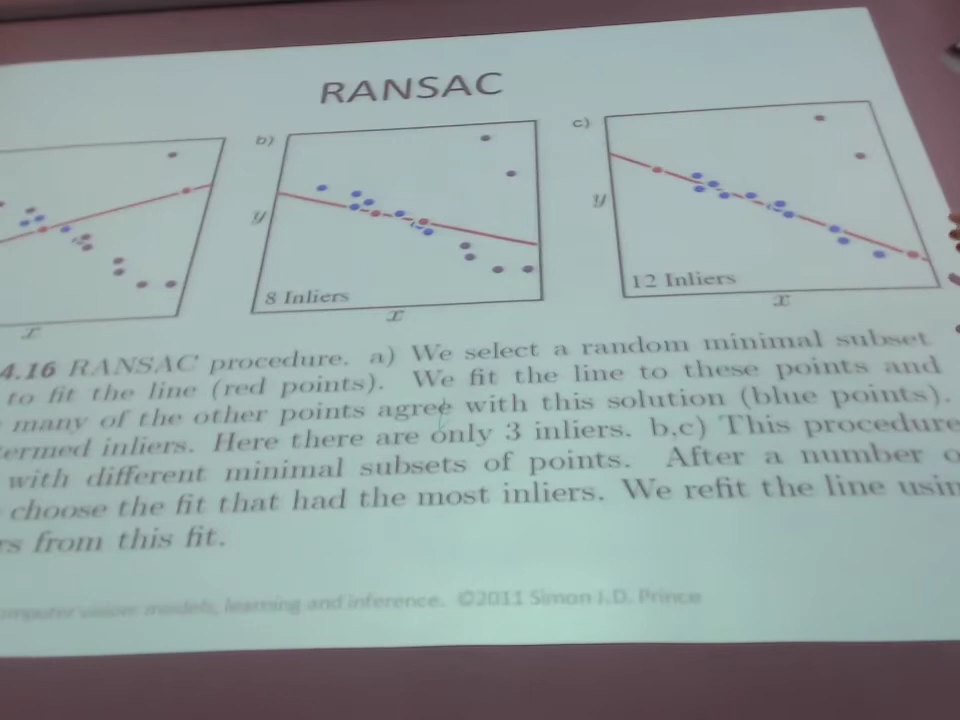 RANSAC
b)
c)
y
y
8 Inliers
12 Inliers
x
x
x
4.16 RANSAC procedure. a) We select a random minimal subset
to fit the line (red points). We fit the line to these points and
many of the other points agree with this solution (blue points).
termed inliers. Here there are only 3 inliers. b,c) This procedure
with different minimal subsets of points. After a number o
choose the fit that had the most inliers. We refit the line usin
rs from this fit.
omputer vision: models, learning and inference. ©2011 Simon J.D. Prince